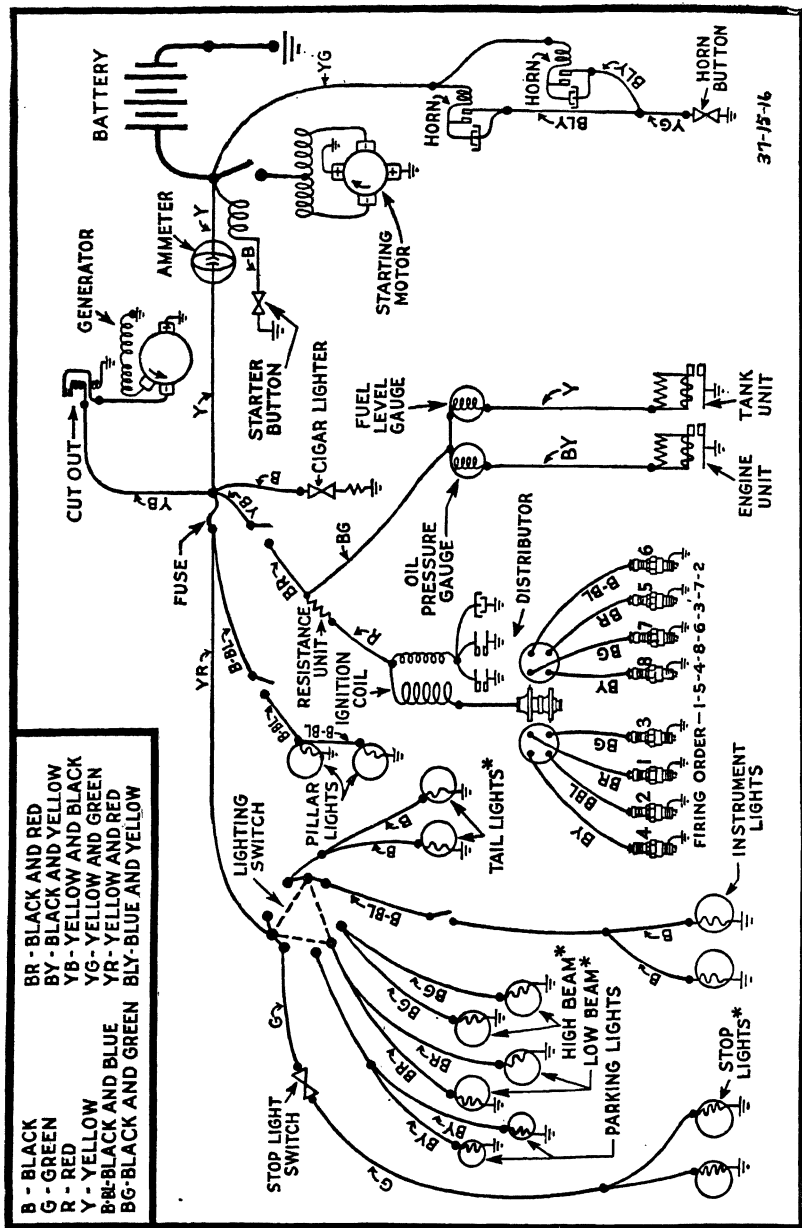 B - BLACK
G - GREEN
R - RED
Y - YELLOW
B-BL-BLACK AND BLUE
BG-BLACK AND GREEN
BR - BLACK AND RED
BY - BLACK AND YELLOW
YB - YELLOW AND BLACK
YG - YELLOW AND GREEN
YR - YELLOW AND RED
BLY-BLUE AND YELLOW
STOP LIGHT
SWITCH
G
G
LIGHTING
SWITCH
YR
FUSE
CUT OUT
YB
GENERATOR
Y
AMMETER
Y
BATTERY
B-BL
B-BL
B-BL
PILLAR
LIGHTS
YB
B
CIGAR LIGHTER
STARTER
BUTTON
B
STARTING
MOTOR
YG
BR
RESISTANCE
UNIT
BG
R
IGNITION
COIL
OIL
PRESSURE
GAUGE
FUEL
LEVEL
GAUGE
HORN
HORN
BLY
BLY
YG
HORN
BUTTON
37-15-16
B
B
TAIL LIGHTS*
B-BL
BY
BY
BR
BR
BG
BG
HIGH BEAM*
LOW BEAM*
PARKING LIGHTS
DISTRIBUTOR
BY
BBL
BR
BG
BY
BG
BR
B-BL
4
2
1
3
8
7
5
6
FIRING ORDER—1-5-4-8-6-3-7-2
BY
Y
ENGINE
UNIT
TANK
UNIT
B
B
INSTRUMENT
LIGHTS
STOP
LIGHTS*